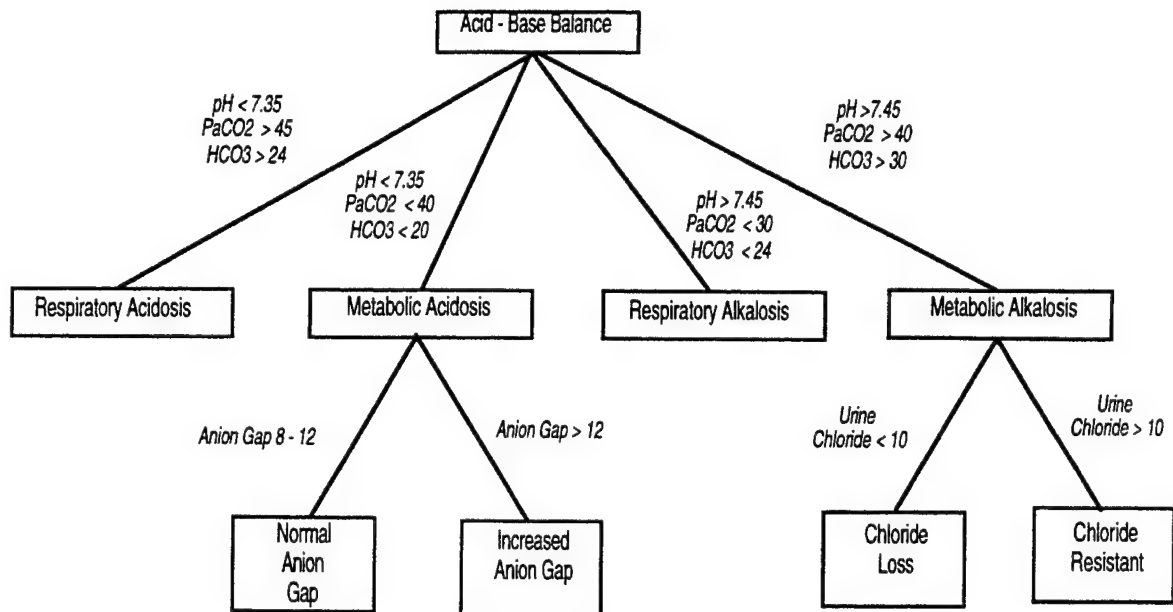 Acid - Base Balance
pH < 7.35
PaCO2 > 45
HCO3 > 24
pH < 7.35
PaCO2 < 40
HCO3 < 20
pH > 7.45
PaCO2 < 30
HCO3 < 24
pH >7.45
PaCO2 > 40
HCO3 > 30
Respiratory Acidosis
Metabolic Acidosis
Respiratory Alkalosis
Metabolic Alkalosis
Anion Gap 8 - 12
Anion Gap > 12
Urine
Chloride < 10
Urine
Chloride > 10
Normal
Anion
Gap
Increased
Anion Gap
Chloride
Loss
Chloride
Resistant